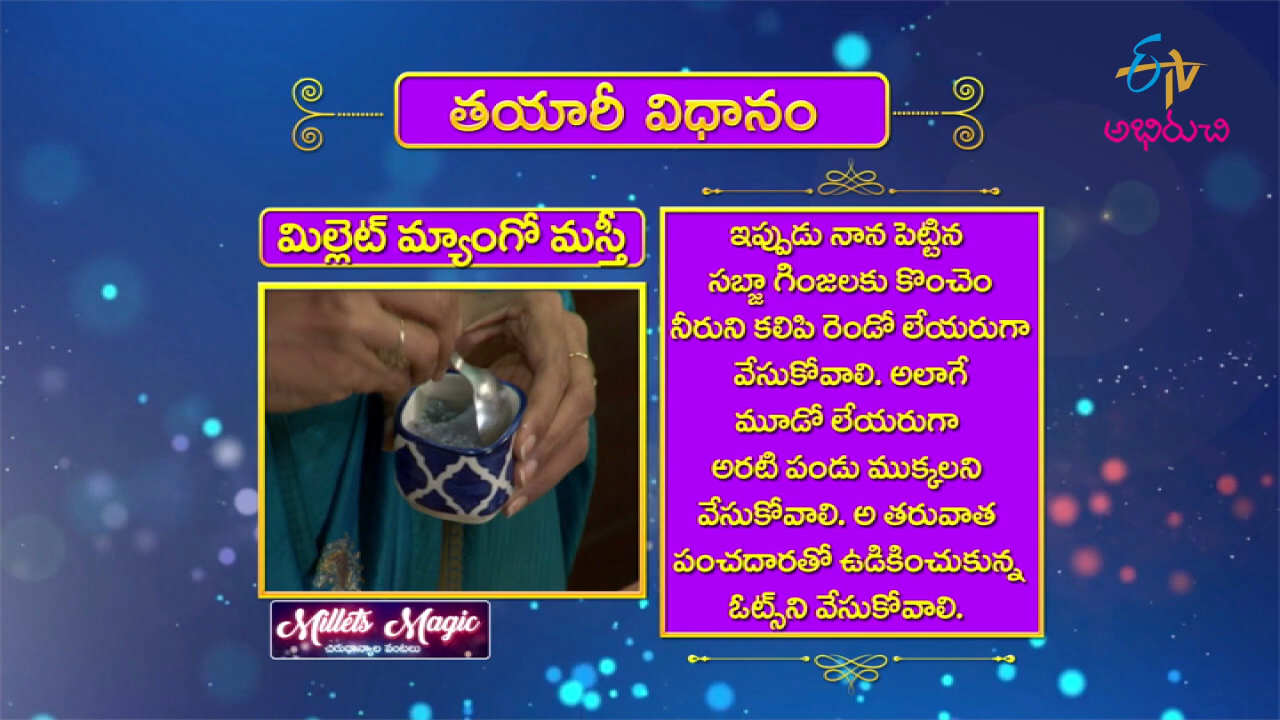 తయారీ విధానం
ETV
అభిరుచి
మిల్లెట్ మ్యాంగో మస్తీ
ఇప్పుడు నాన పెట్టిన
సబ్జా గింజలకు కొంచెం
నీరుని కలిపి రెండో లేయరుగా
వేసుకోవాలి. అలాగే
మూడో లేయరుగా
అరటి పండు ముక్కలని
వేసుకోవాలి. అ తరువాత
పంచదారతో ఉడికించుకున్న
ఓట్స్‌ని వేసుకోవాలి.
Millets Magic
చిరుధాన్యాల వంటలు